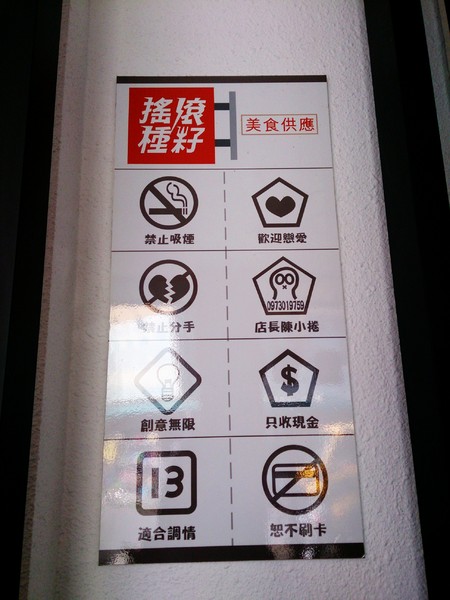 搖滾
種籽
美食供應
禁止吸煙
歡迎戀愛
禁止分手
0973019759
店長陳小捲
創意無限
$
只收現金
13
適合調情
恕不刷卡